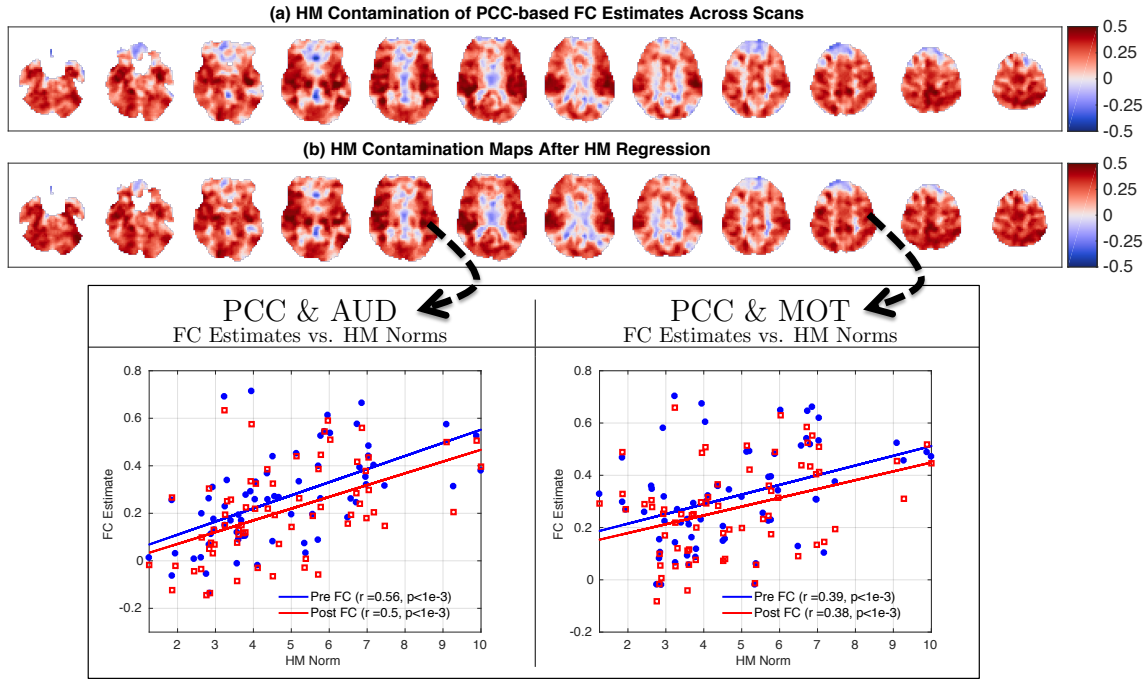 (a) HM Contamination of PCC-based FC Estimates Across Scans
0.5
0.25
0
-0.25
-0.5
(b) HM Contamination Maps After HM Regression
0.5
0.25
0
-0.25
-0.5
PCC & AUD
FC Estimates vs. HM Norms
PCC & MOT
FC Estimates vs. HM Norms
0.8
0.6
0.4
0.2
0
-0.2
FC Estimate
2 3 4 5 6 7 8 9 10
HM Norm
Pre FC (r =0.56, p<1e-3)
Post FC (r =0.5, p<1e-3)
0.8
0.6
0.4
0.2
0
-0.2
FC Estimate
2 3 4 5 6 7 8 9 10
HM Norm
Pre FC (r =0.39, p<1e-3)
Post FC (r =0.38, p<1e-3)